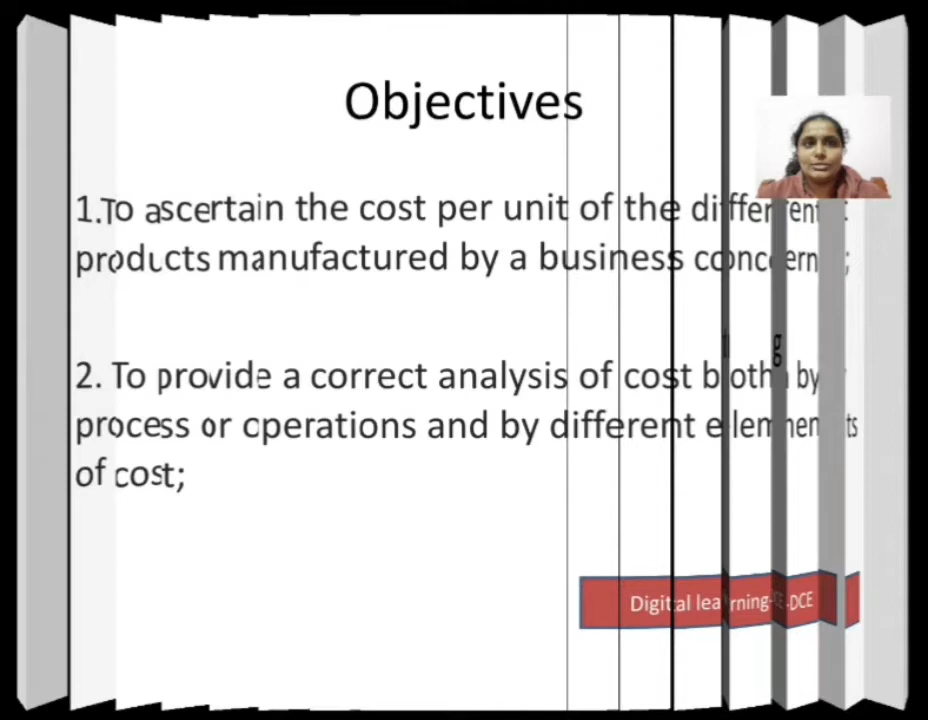 Objectives
1.To ascertain the cost per unit of the different
products manufactured by a business concern;
2. To provide a correct analysis of cost both by
process or operations and by different elements
of cost;
Digital learning-DCE